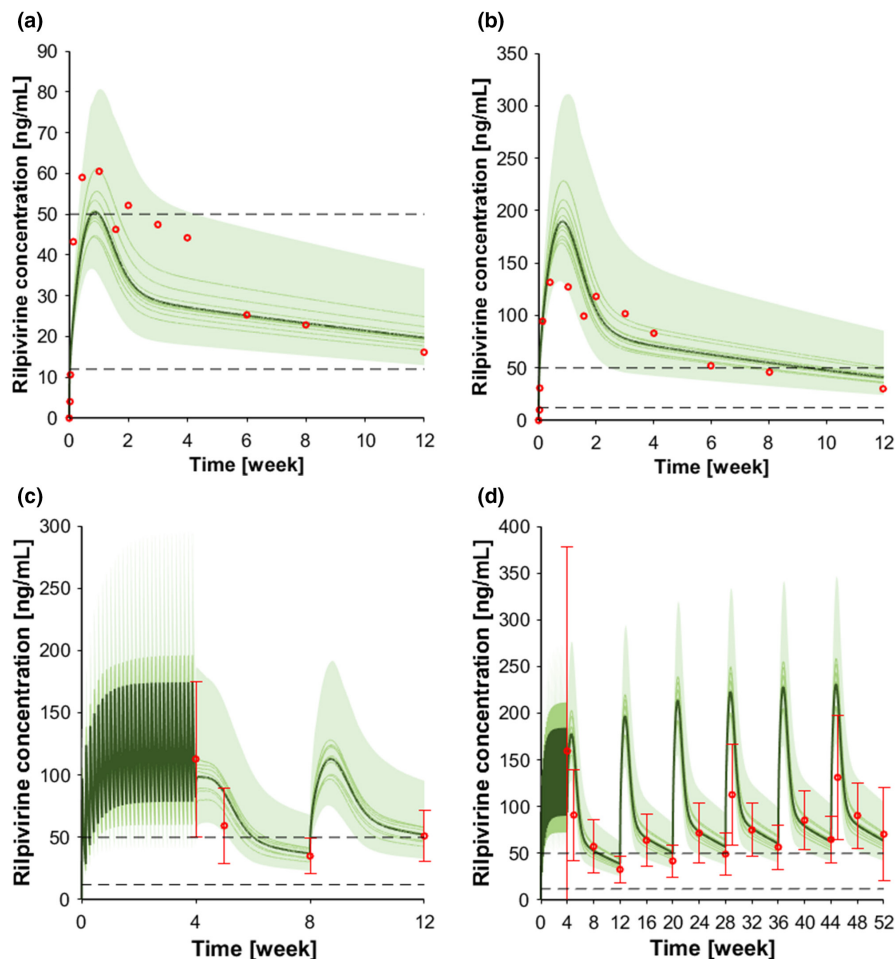 (a)
Rilpivirine concentration [ng/mL]
90
80
70
60
50
40
30
20
10
0
0 2 4 6 8 10 12
Time [week]
(b)
Rilpivirine concentration [ng/mL]
350
300
250
200
150
100
50
0
0 2 4 6 8 10 12
Time [week]
(c)
Rilpivirine concentration [ng/mL]
300
250
200
150
100
50
0
0 4 8 12
Time [week]
(d)
Rilpivirine concentration [ng/mL]
400
350
300
250
200
150
100
50
0
0 4 8 12 16 20 24 28 32 36 40 44 48 52
Time [week]